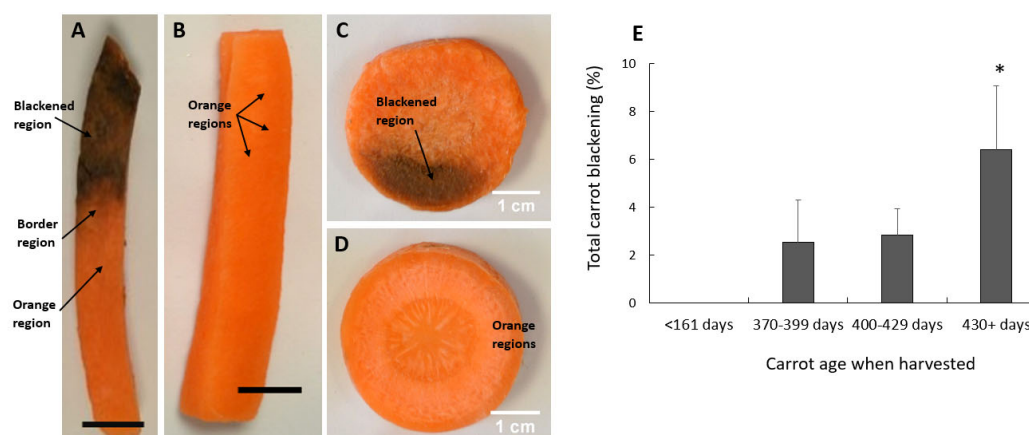 A
Blackened
region
Border
region
Orange
region
B
Orange
regions
C
Blackened
region
1 cm
D
Orange
regions
1 cm
E
Total carrot blackening (%)
10
8
6
4
2
0
*
<161 days
370-399 days
400-429 days
430+ days
Carrot age when harvested